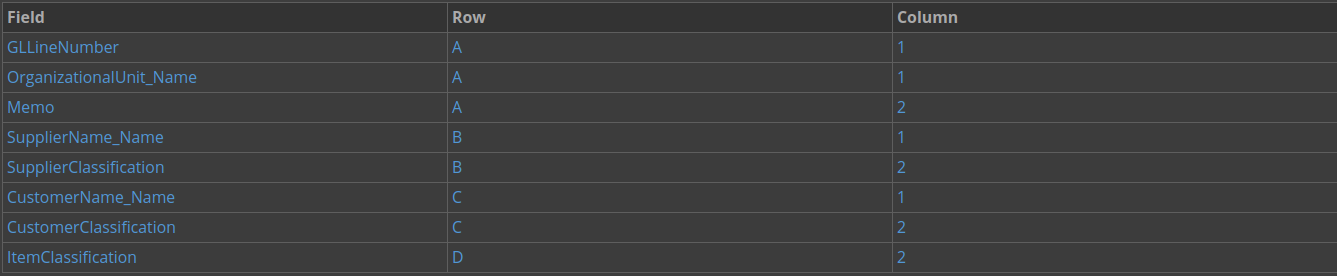 Field Row Column
GLLineNumber A 1
OrganizationalUnit_Name A 1
Memo A 2
SupplierName_Name B 1
SupplierClassification B 2
CustomerName_Name C 1
CustomerClassification C 2
ItemClassification D 2